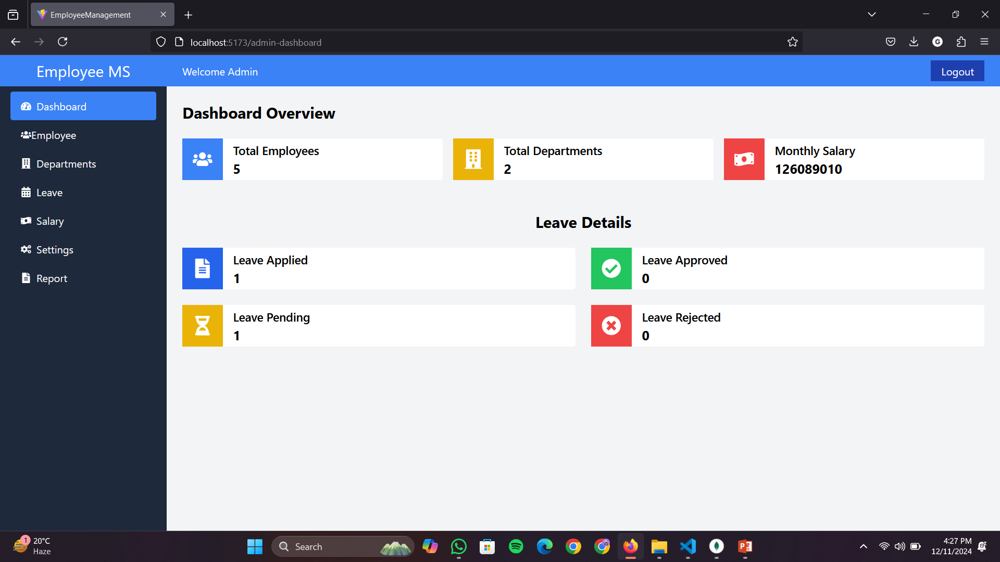 EmployeeManagement
localhost:5173/admin-dashboard
G
Employee MS
Welcome Admin
Logout
Dashboard
Employee
Departments
Leave
Salary
Settings
Report
Dashboard Overview
Total Employees
5
Total Departments
2
Monthly Salary
126089010
Leave Details
Leave Applied
1
Leave Approved
0
Leave Pending
1
Leave Rejected
0
1
20°C
Haze
Search
P
4:27 PM
12/11/2024